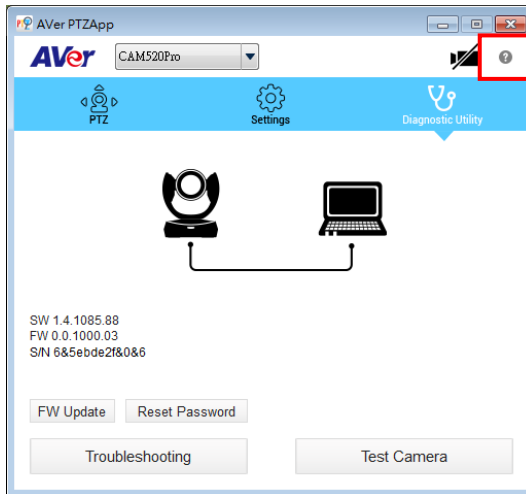 AVer PTZApp
AVer CAM520Pro ?
PTZ Settings Diagnostic Utility
SW 1.4.1085.88
FW 0.0.1000.03
S/N 6&5ebde2f&0&6
FW Update Reset Password
Troubleshooting Test Camera